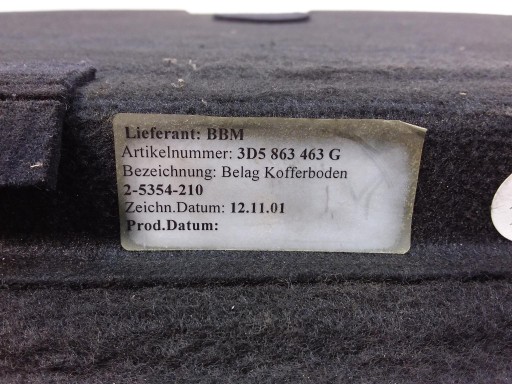 Lieferant: BBM
Artikelnummer: 3D5 863 463 G
Bezeichnung: Belag Kofferboden
2-5354-210
Zeichn.Datum: 12.11.01
Prod.Datum: